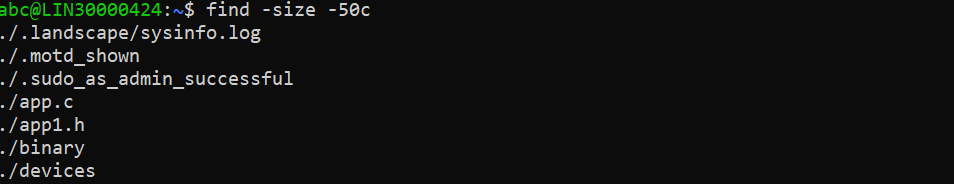 abc@LIN30000424:~$ find -size -50c
./.landscape/sysinfo.log
./.motd_shown
./.sudo_as_admin_successful
./app.c
./app1.h
./binary
./devices